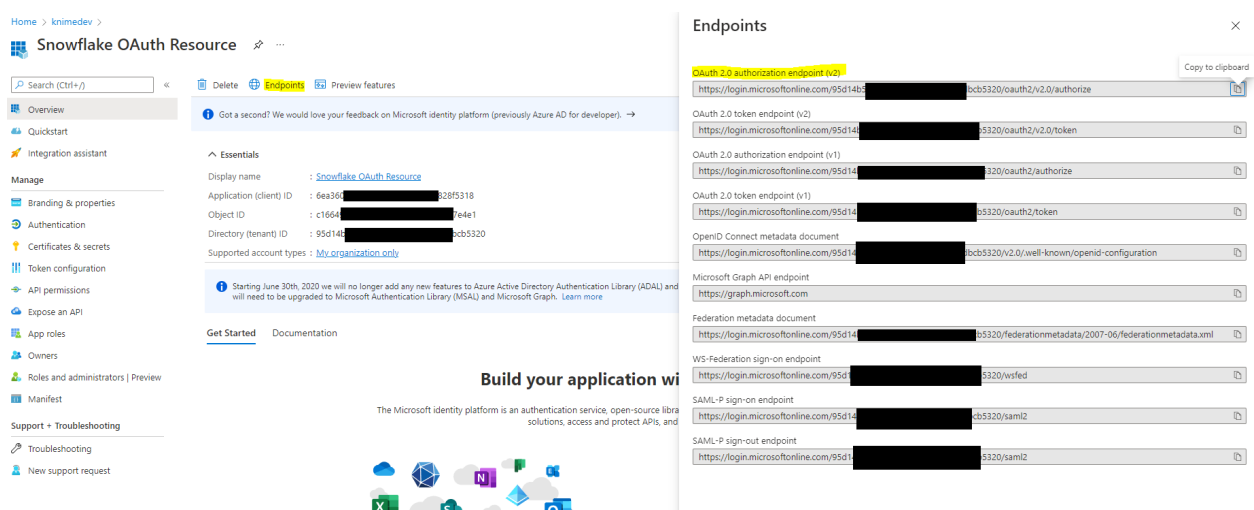 Home > knimedev >
Snowflake OAuth Resource
Search (Ctrl+/)
Overview
Quickstart
Integration assistant
Manage
Branding & properties
Authentication
Certificates & secrets
Token configuration
API permissions
Expose an API
App roles
Owners
Roles and administrators | Preview
Manifest
Support + Troubleshooting
Troubleshooting
New support request
Delete Endpoints Preview features
Got a second? We would love your feedback on Microsoft identity platform (previously Azure AD for developer). →
Essentials
Display name : Snowflake OAuth Resource
Application (client) ID : 6ea360 828f5318
Object ID : c1664 7e4e1
Directory (tenant) ID : 95d14b bcb5320
Supported account types : My organization only
Starting June 30th, 2020 we will no longer add any new features to Azure Active Directory Authentication Library (ADAL) and
will need to be upgraded to Microsoft Authentication Library (MSAL) and Microsoft Graph. Learn more
Get Started Documentation
Build your application wi
The Microsoft identity platform is an authentication service, open-source libra
solutions, access and protect APIs, and
Endpoints
Copy to clipboard
OAuth 2.0 authorization endpoint (v2)
https://login.microsoftonline.com/95d14b5 bcb5320/oauth2/v2.0/authorize
OAuth 2.0 token endpoint (v2)
https://login.microsoftonline.com/95d14b b5320/oauth2/v2.0/token
OAuth 2.0 authorization endpoint (v1)
https://login.microsoftonline.com/95d14 5320/oauth2/authorize
OAuth 2.0 token endpoint (v1)
https://login.microsoftonline.com/95d14 b5320/oauth2/token
OpenID Connect metadata document
https://login.microsoftonline.com/95d14 dbcb5320/v2.0/.well-known/openid-configuration
Microsoft Graph API endpoint
https://graph.microsoft.com
Federation metadata document
https://login.microsoftonline.com/95d14 b5320/federationmetadata/2007-06/federationmetadata.xml
WS-Federation sign-on endpoint
https://login.microsoftonline.com/95d1 5320/wsfed
SAML-P sign-on endpoint
https://login.microsoftonline.com/95d14 cb5320/saml2
SAML-P sign-out endpoint
https://login.microsoftonline.com/95d1 b5320/saml2